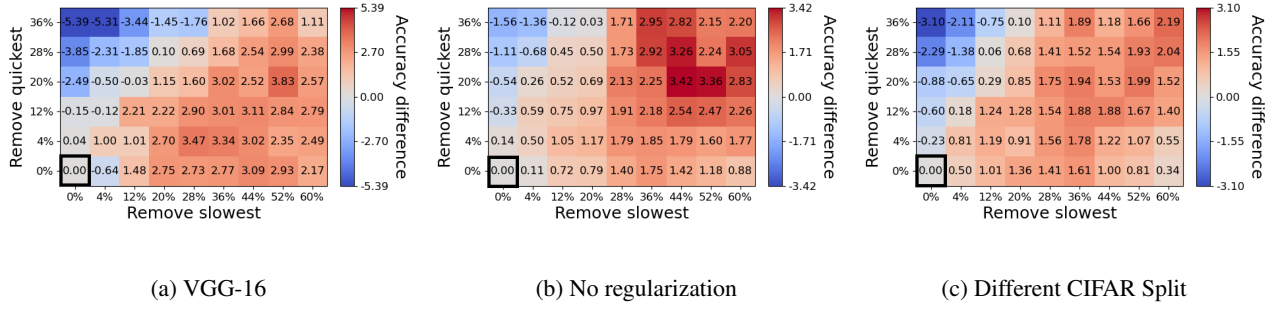 Remove quickest
36% -5.39 -5.31 -3.44 -1.45 -1.76 1.02 1.66 2.68 1.11
28% -3.85 -2.31 -1.85 0.10 0.69 1.68 2.54 2.99 2.38
20% -2.49 -0.50 -0.03 1.15 1.60 3.02 2.52 3.83 2.57
12% -0.15 -0.12 2.21 2.22 2.90 3.01 3.11 2.84 2.79
4% 0.04 1.00 1.01 2.70 3.47 3.34 3.02 2.35 2.49
0% 0.00 -0.64 1.48 2.75 2.73 2.77 3.09 2.93 2.17
0% 4% 12% 20% 28% 36% 44% 52% 60%
Remove slowest
5.39
2.70
0.00
-2.70
-5.39
Accuracy difference
(a) VGG-16
Remove quickest
36% -1.56 -1.36 -0.12 0.03 1.71 2.95 2.82 2.15 2.20
28% -1.11 -0.68 0.45 0.50 1.73 2.92 3.26 2.24 3.05
20% -0.54 0.26 0.52 0.69 2.13 2.25 3.42 3.36 2.83
12% -0.33 0.59 0.75 0.97 1.91 2.18 2.54 2.47 2.26
4% 0.14 0.50 1.05 1.17 1.79 1.85 1.79 1.60 1.77
0% 0.00 0.11 0.72 0.79 1.40 1.75 1.42 1.18 0.88
0% 4% 12% 20% 28% 36% 44% 52% 60%
Remove slowest
3.42
1.71
0.00
-1.71
-3.42
Accuracy difference
(b) No regularization
Remove quickest
36% -3.10 -2.11 -0.75 0.10 1.11 1.89 1.18 1.66 2.19
28% -2.29 -1.38 0.06 0.68 1.41 1.52 1.54 1.93 2.04
20% -0.88 -0.65 0.29 0.85 1.75 1.94 1.53 1.99 1.52
12% -0.60 0.18 1.24 1.28 1.54 1.88 1.88 1.67 1.40
4% -0.23 0.81 1.19 0.91 1.56 1.78 1.22 1.07 0.55
0% 0.00 0.50 1.01 1.36 1.41 1.61 1.00 0.81 0.34
0% 4% 12% 20% 28% 36% 44% 52% 60%
Remove slowest
3.10
1.55
0.00
-1.55
-3.10
Accuracy difference
(c) Different CIFAR Split